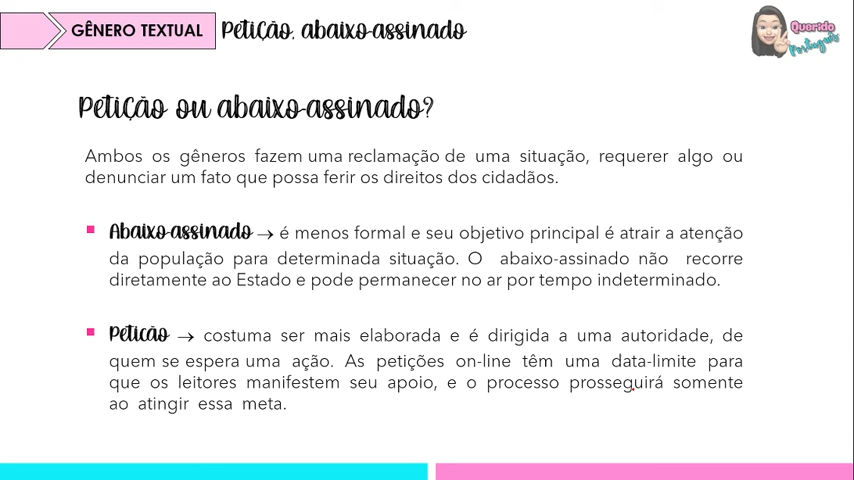 GÊNERO TEXTUAL Petição, abaixo-assinado
Querido
Português
Petição ou abaixo-assinado?
Ambos os gêneros fazem uma reclamação de uma situação, requerer algo ou
denunciar um fato que possa ferir os direitos dos cidadãos.
Abaixo-assinado → é menos formal e seu objetivo principal é atrair a atenção
da população para determinada situação. O abaixo-assinado não recorre
diretamente ao Estado e pode permanecer no ar por tempo indeterminado.
Petição → costuma ser mais elaborada e é dirigida a uma autoridade, de
quem se espera uma ação. As petições on-line têm uma data-limite para
que os leitores manifestem seu apoio, e o processo prosseguirá somente
ao atingir essa meta.